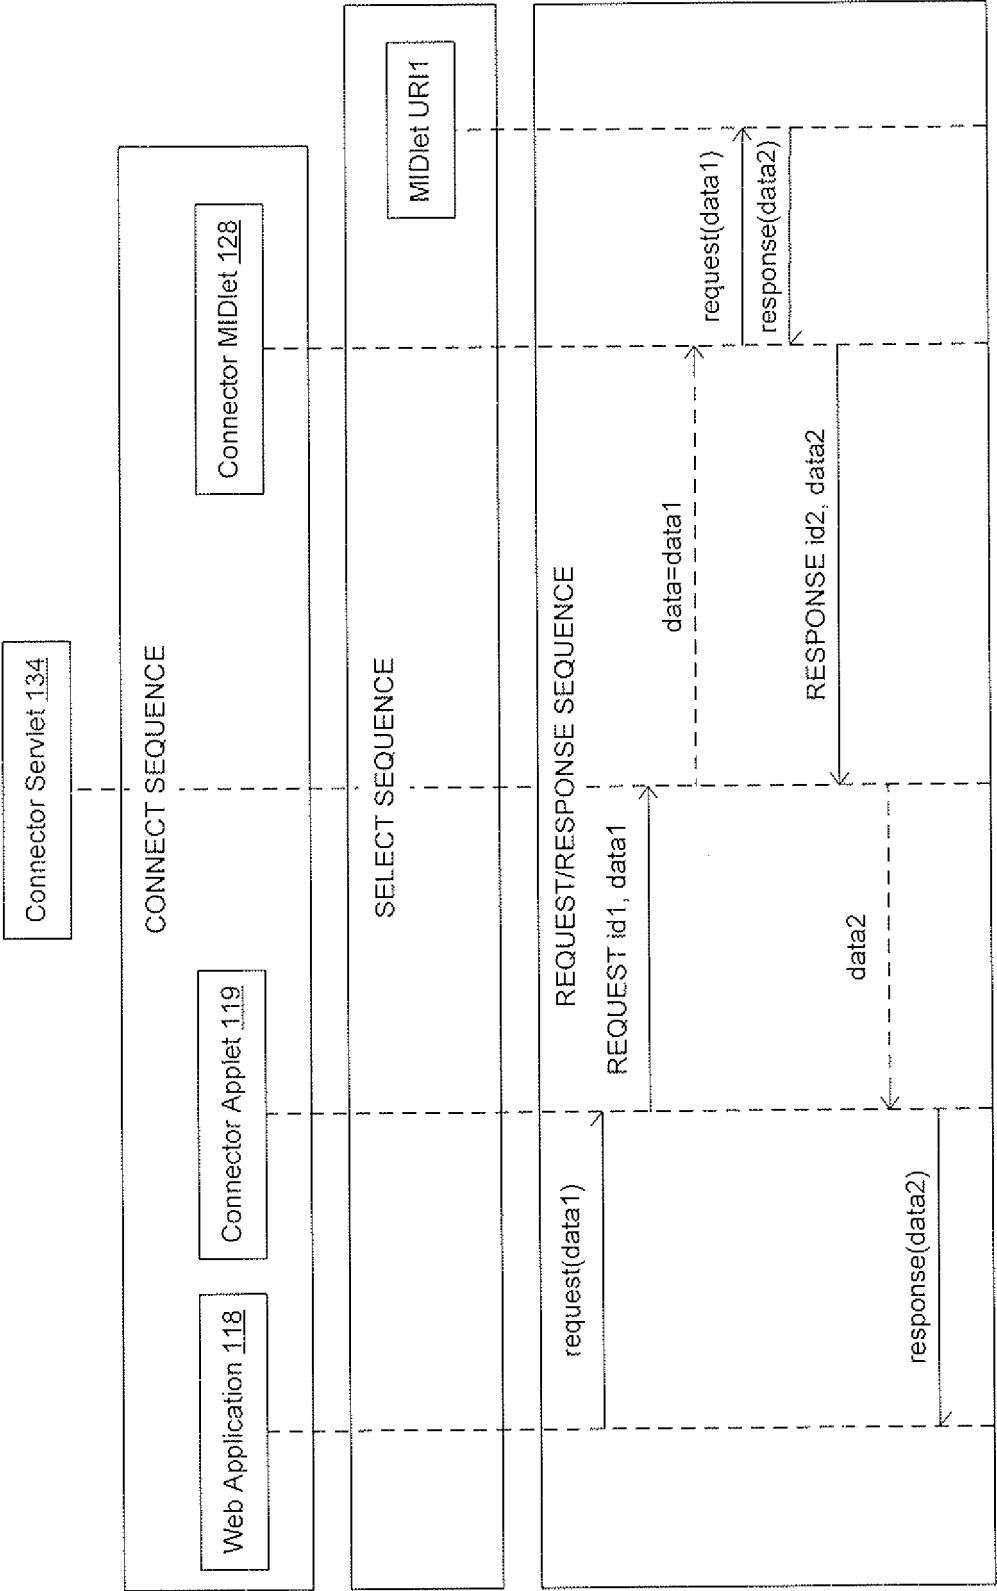 Connector Servlet 134
CONNECT SEQUENCE
Web Application 118
Connector Applet 119
Connector MIDlet 128
SELECT SEQUENCE
MIDlet URI1
REQUEST/RESPONSE SEQUENCE
request(data1)
REQUEST id1, data1
data=data1
request(data1)
response(data2)
RESPONSE id2, data2
data2
response(data2)